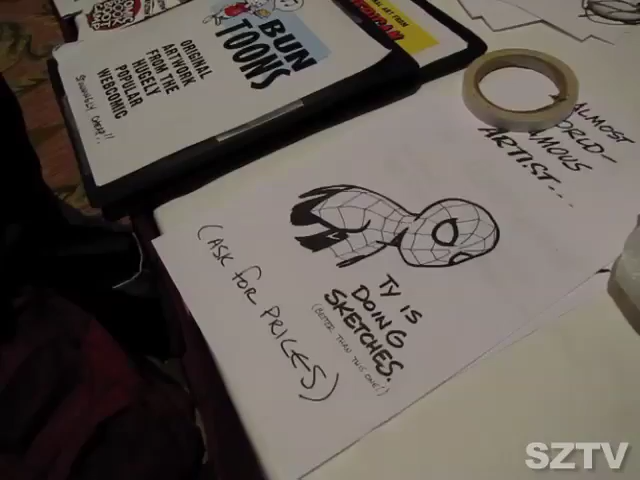 BUN
TOONS
ORIGINAL
ARTWORK
FROM THE
HUGELY
POPULAR
WEBCOMIC
ALMOST
WORLD-
FAMOUS
ARTIST...
TY IS
DOING
SKETCHES.
(BETTER THAN THIS ONE!)
(ASK FOR PRICES)
SZTV